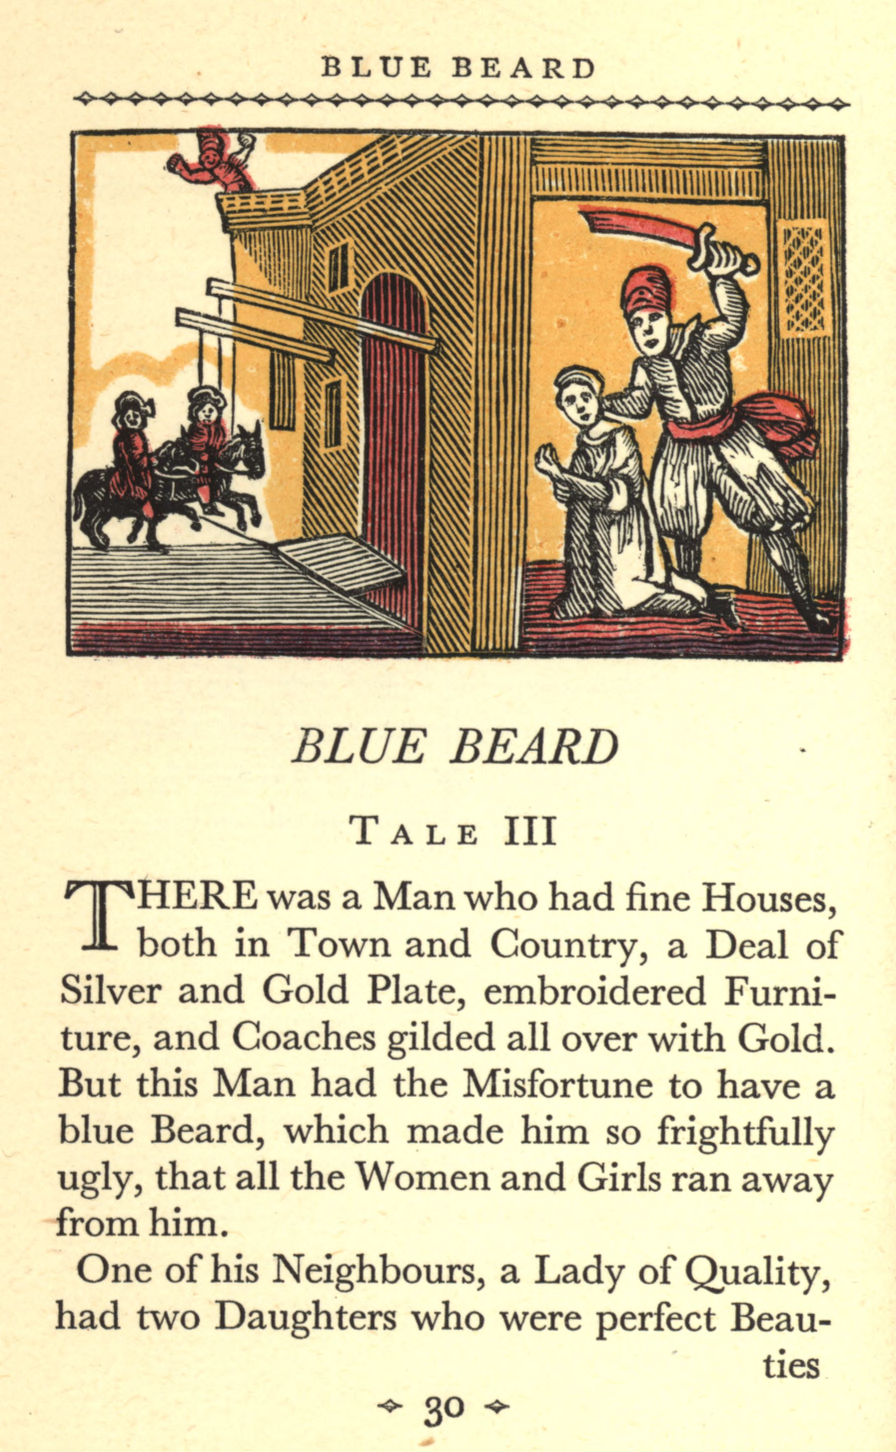 BLUE BEARD
BLUE BEARD
TALE III
THERE was a Man who had fine Houses,
both in Town and Country, a Deal of
Silver and Gold Plate, embroidered Furni-
ture, and Coaches gilded all over with Gold.
But this Man had the Misfortune to have a
blue Beard, which made him so frightfully
ugly, that all the Women and Girls ran away
from him.
One of his Neighbours, a Lady of Quality,
had two Daughters who were perfect Beau-
ties
30